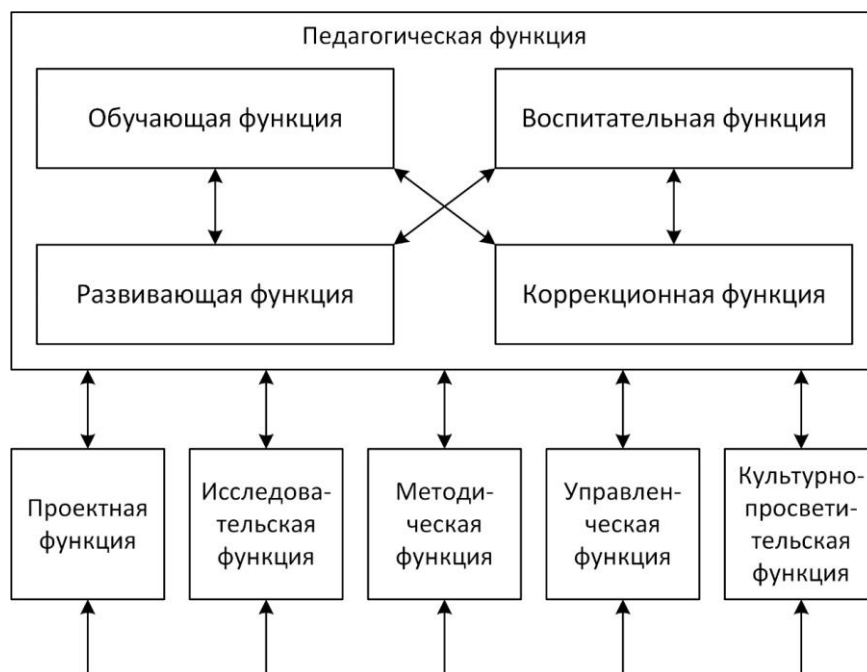 Педагогическая функция
Обучающая функция
Воспитательная функция
Развивающая функция
Коррекционная функция
Проектная
функция
Исследова-
тельская
функция
Методи-
ческая
функция
Управлен-
ческая
функция
Культурно-
просвети-
тельская
функция